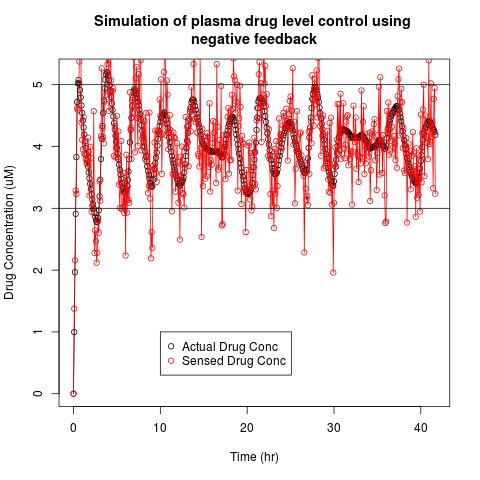 Simulation of plasma drug level control using
negative feedback
Drug Concentration (uM)
5
4
3
2
1
0
Actual Drug Conc
Sensed Drug Conc
0 10 20 30 40
Time (hr)